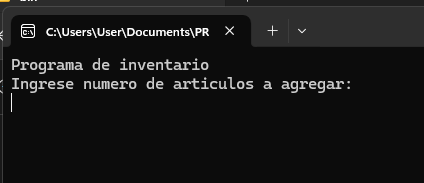 C:\Users\User\Documents\PR
Programa de inventario
Ingrese numero de articulos a agregar: